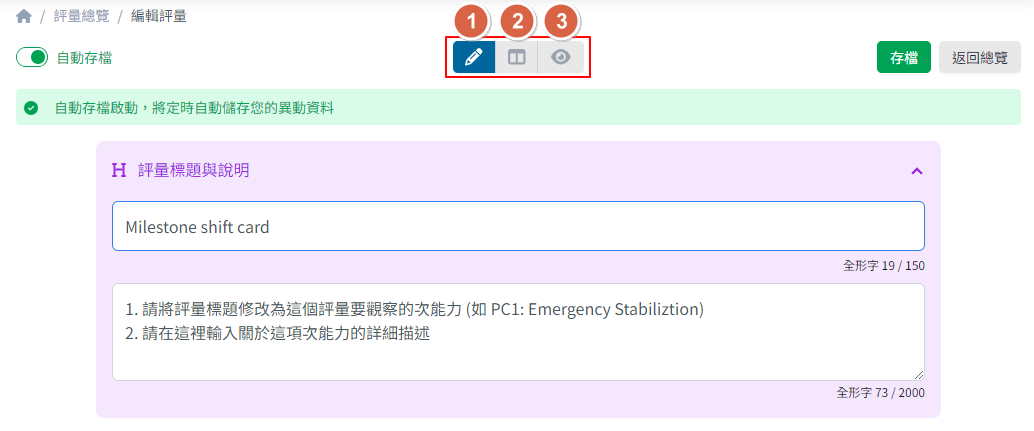 / 評量總覽 / 編輯評量
1 2 3
自動存檔
存檔 返回總覽
自動存檔啟動，將定時自動儲存您的異動資料
H 評量標題與說明
Milestone shift card
全形字 19 / 150
1. 請將評量標題修改為這個評量要觀察的次能力 (如 PC1: Emergency Stabiliztion)
2. 請在這裡輸入關於這項次能力的詳細描述
全形字 73 / 2000